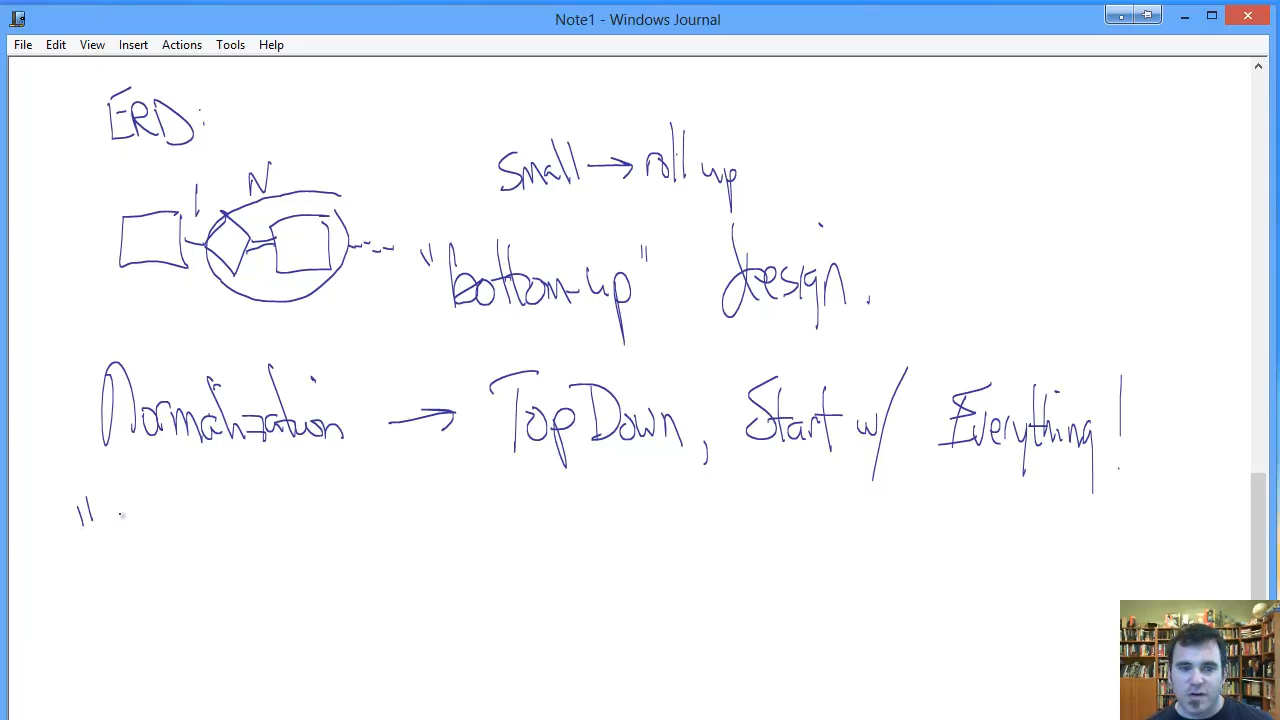 Note1 - Windows Journal
File Edit View Insert Actions Tools Help
ERD:
1 N
small → roll up
"bottom-up" design.
Normalization → Top Down, Start w/ Everything!
"